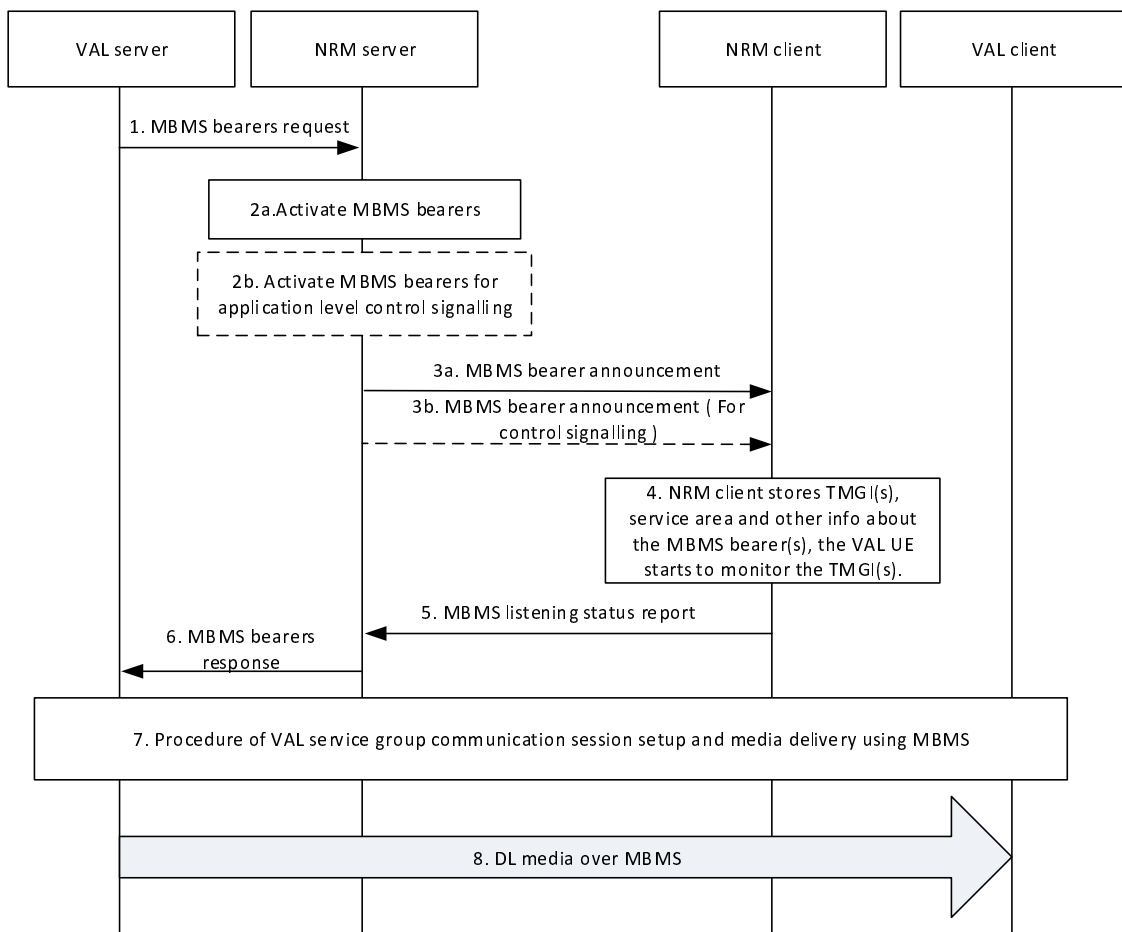 VAL server
NRM server
NRM client
VAL client
1. MBMS bearers request
2a.Activate MBMS bearers
2b. Activate MBMS bearers for
application level control signalling
3a. MBMS bearer announcement
3b. MBMS bearer announcement ( For
control signalling )
4. NRM client stores TMGI(s),
service area and other info about
the MBMS bearer(s), the VAL UE
starts to monitor the TMGI(s).
5. MBMS listening status report
6. MBMS bearers
response
7. Procedure of VAL service group communication session setup and media delivery using MBMS
8. DL media over MBMS